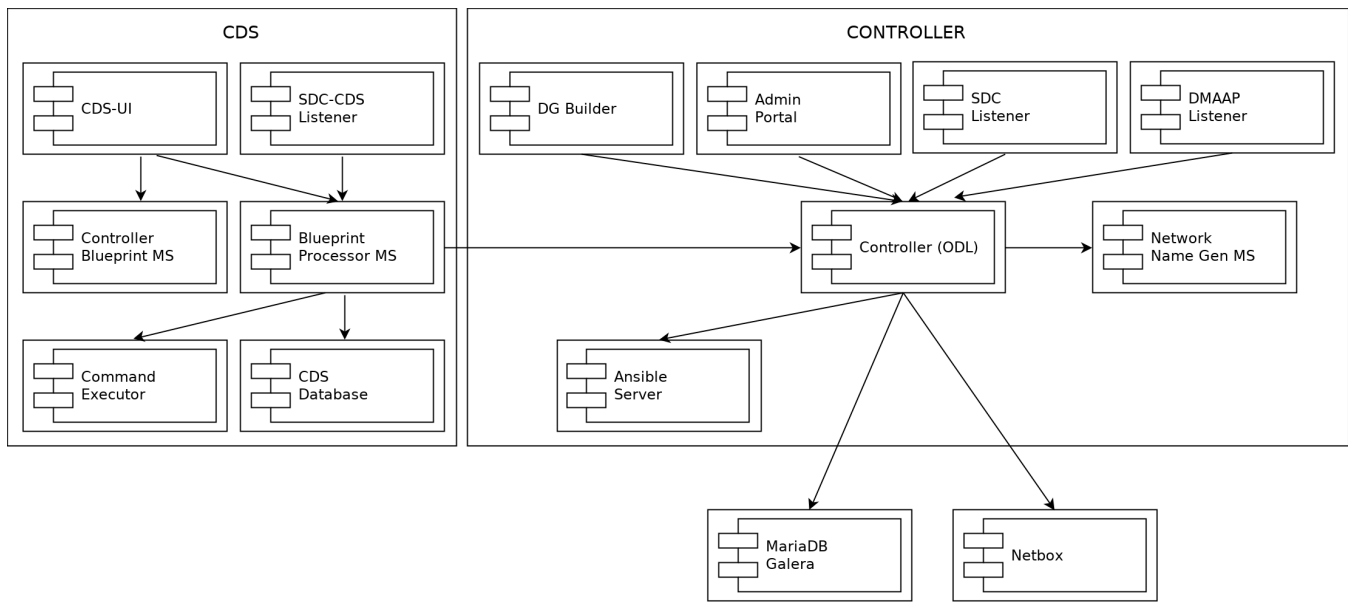 CDS
CONTROLLER
CDS-UI
SDC-CDS
Listener
DG Builder
Admin
Portal
SDC
Listener
DMAAP
Listener
Controller
Blueprint MS
Blueprint
Processor MS
Controller (ODL)
Network
Name Gen MS
Command
Executor
CDS
Database
Ansible
Server
MariaDB
Galera
Netbox